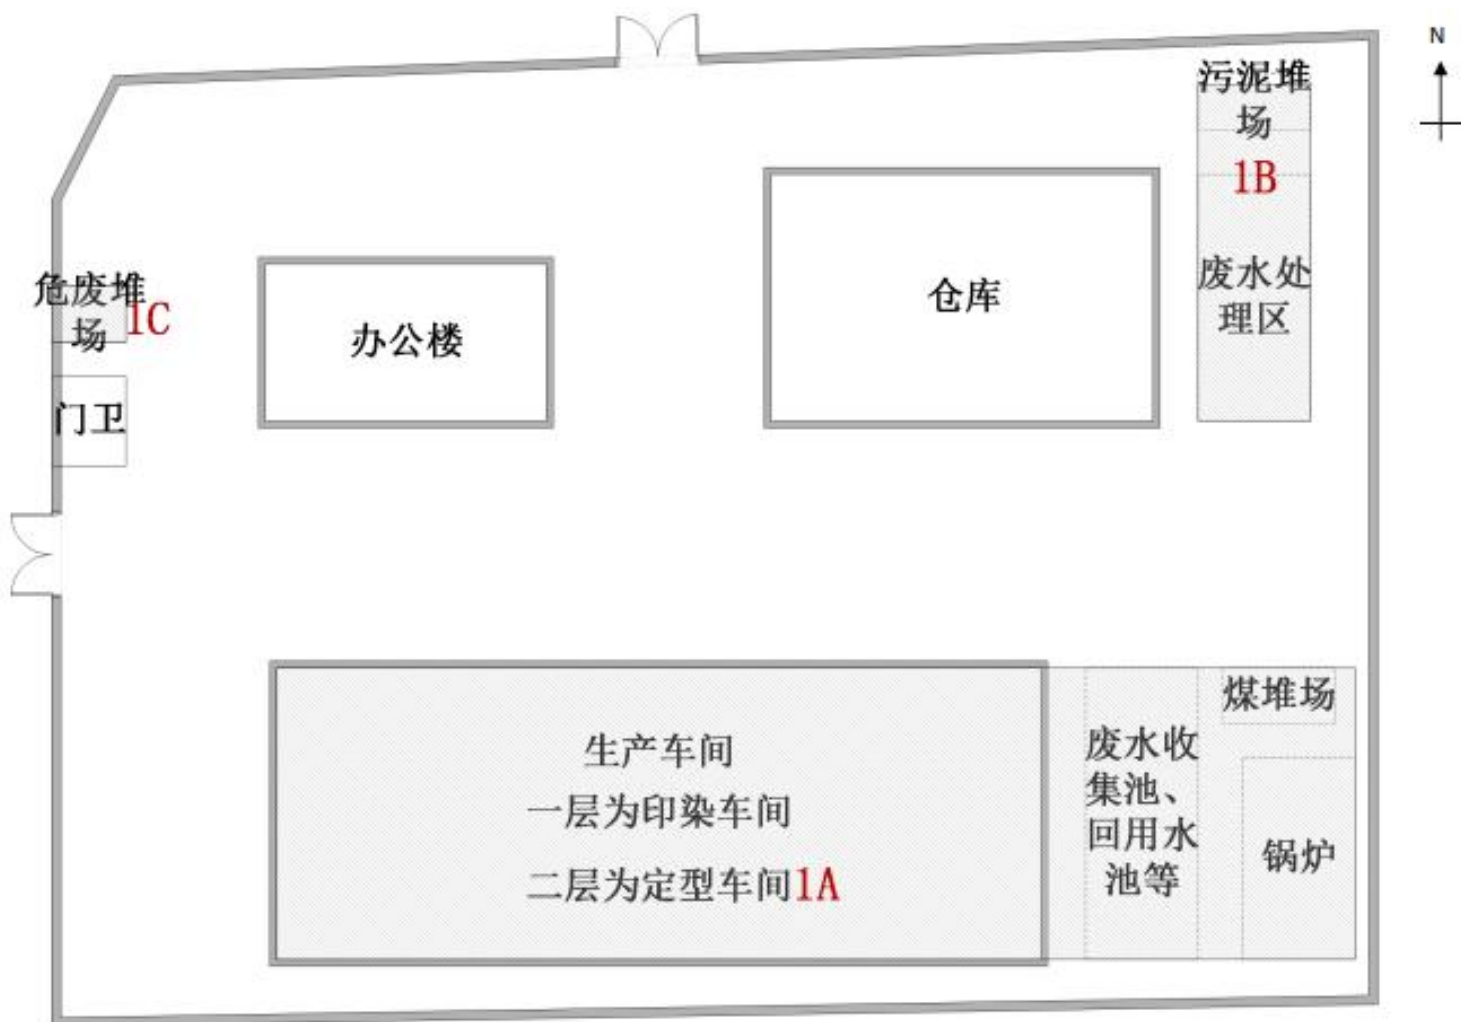 N
污泥堆
场
1B
废水处
理区
仓库
危废堆
场
1C
办公楼
门卫
生产车间
一层为印染车间
二层为定型车间1A
废水收
集池、
回用水
池等
煤堆场
锅炉